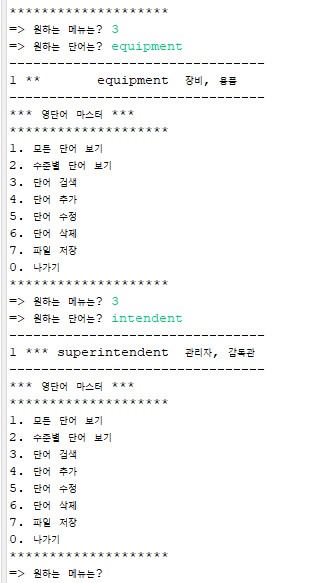 ********************
=> 원하는 메뉴는? 3
=> 원하는 단어는? equipment
--------------------------------
1 **       equipment  장비, 용품
--------------------------------
*** 영단어 마스터 ***
********************
1. 모든 단어 보기
2. 수준별 단어 보기
3. 단어 검색
4. 단어 추가
5. 단어 수정
6. 단어 삭제
7. 파일 저장
0. 나가기
********************
=> 원하는 메뉴는? 3
=> 원하는 단어는? intendent
--------------------------------
1 *** superintendent  관리자, 감독관
--------------------------------
*** 영단어 마스터 ***
********************
1. 모든 단어 보기
2. 수준별 단어 보기
3. 단어 검색
4. 단어 추가
5. 단어 수정
6. 단어 삭제
7. 파일 저장
0. 나가기
********************
=> 원하는 메뉴는?